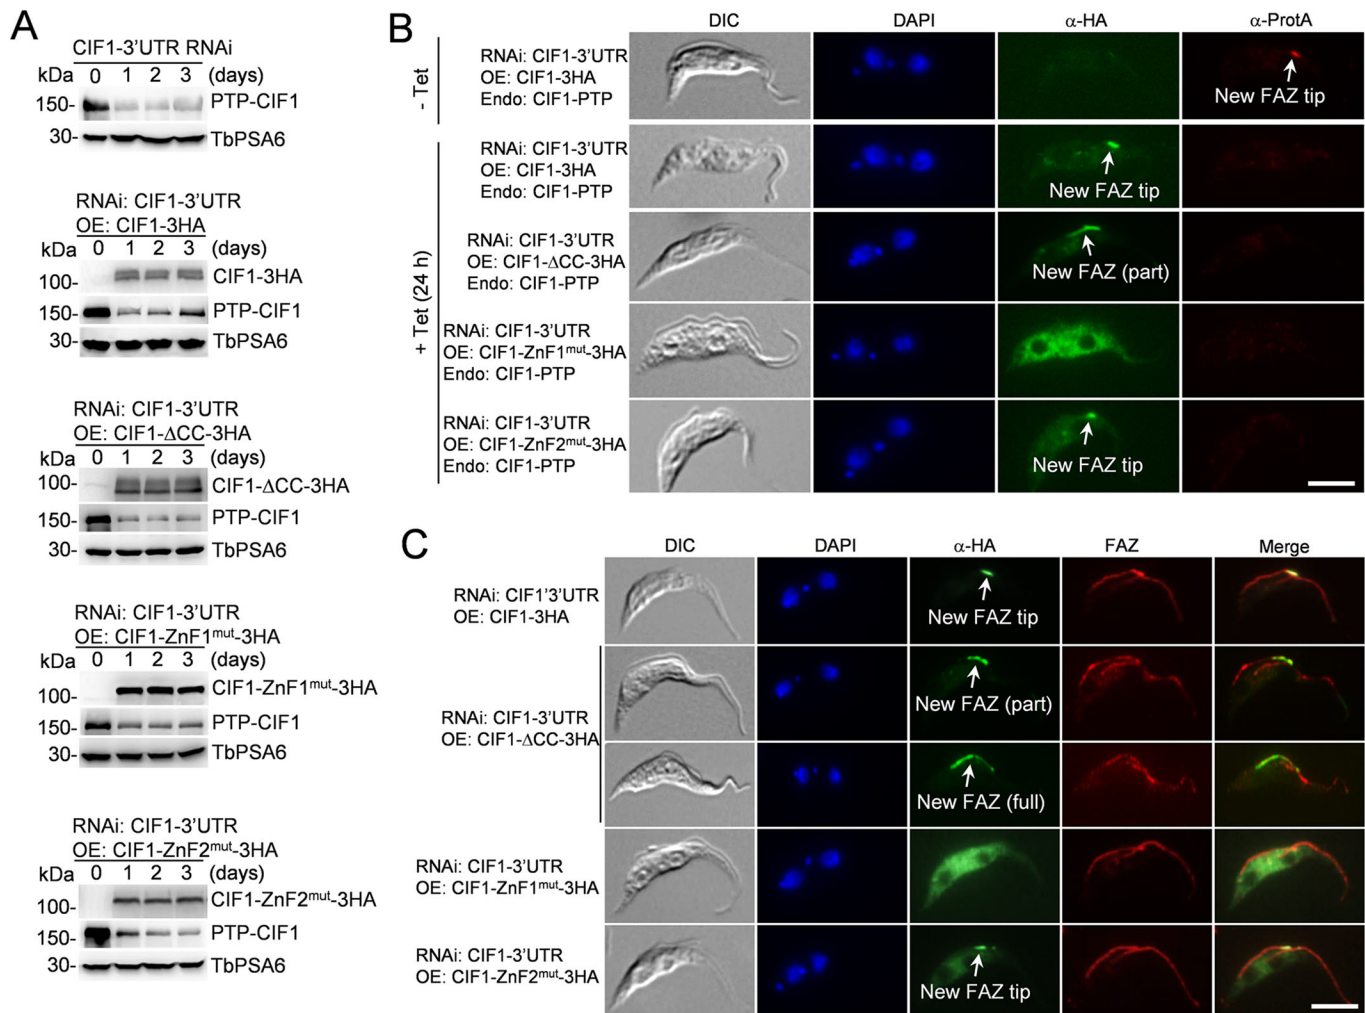 A
CIF1-3'UTR RNAi
kDa 0 1 2 3 (days)
150- PTP-CIF1
30- TbPSA6
RNAi: CIF1-3'UTR
OE: CIF1-3HA
kDa 0 1 2 3 (days)
100- CIF1-3HA
150- PTP-CIF1
30- TbPSA6
RNAi: CIF1-3'UTR
OE: CIF1-ΔCC-3HA
kDa 0 1 2 3 (days)
100- CIF1-ΔCC-3HA
150- PTP-CIF1
30- TbPSA6
RNAi: CIF1-3'UTR
OE: CIF1-ZnF1mut-3HA
kDa 0 1 2 3 (days)
100- CIF1-ZnF1mut-3HA
150- PTP-CIF1
30- TbPSA6
RNAi: CIF1-3'UTR
OE: CIF1-ZnF2mut-3HA
kDa 0 1 2 3 (days)
100- CIF1-ZnF2mut-3HA
150- PTP-CIF1
30- TbPSA6
B
DIC DAPI α-HA α-ProtA
- Tet
RNAi: CIF1-3'UTR
OE: CIF1-3HA
Endo: CIF1-PTP
New FAZ tip
+ Tet (24 h)
RNAi: CIF1-3'UTR
OE: CIF1-3HA
Endo: CIF1-PTP
New FAZ tip
RNAi: CIF1-3'UTR
OE: CIF1-ΔCC-3HA
Endo: CIF1-PTP
New FAZ (part)
RNAi: CIF1-3'UTR
OE: CIF1-ZnF1mut-3HA
Endo: CIF1-PTP
RNAi: CIF1-3'UTR
OE: CIF1-ZnF2mut-3HA
Endo: CIF1-PTP
New FAZ tip
C
DIC DAPI α-HA FAZ Merge
RNAi: CIF1'3'UTR
OE: CIF1-3HA
New FAZ tip
RNAi: CIF1-3'UTR
OE: CIF1-ΔCC-3HA
New FAZ (part)
New FAZ (full)
RNAi: CIF1-3'UTR
OE: CIF1-ZnF1mut-3HA
RNAi: CIF1-3'UTR
OE: CIF1-ZnF2mut-3HA
New FAZ tip